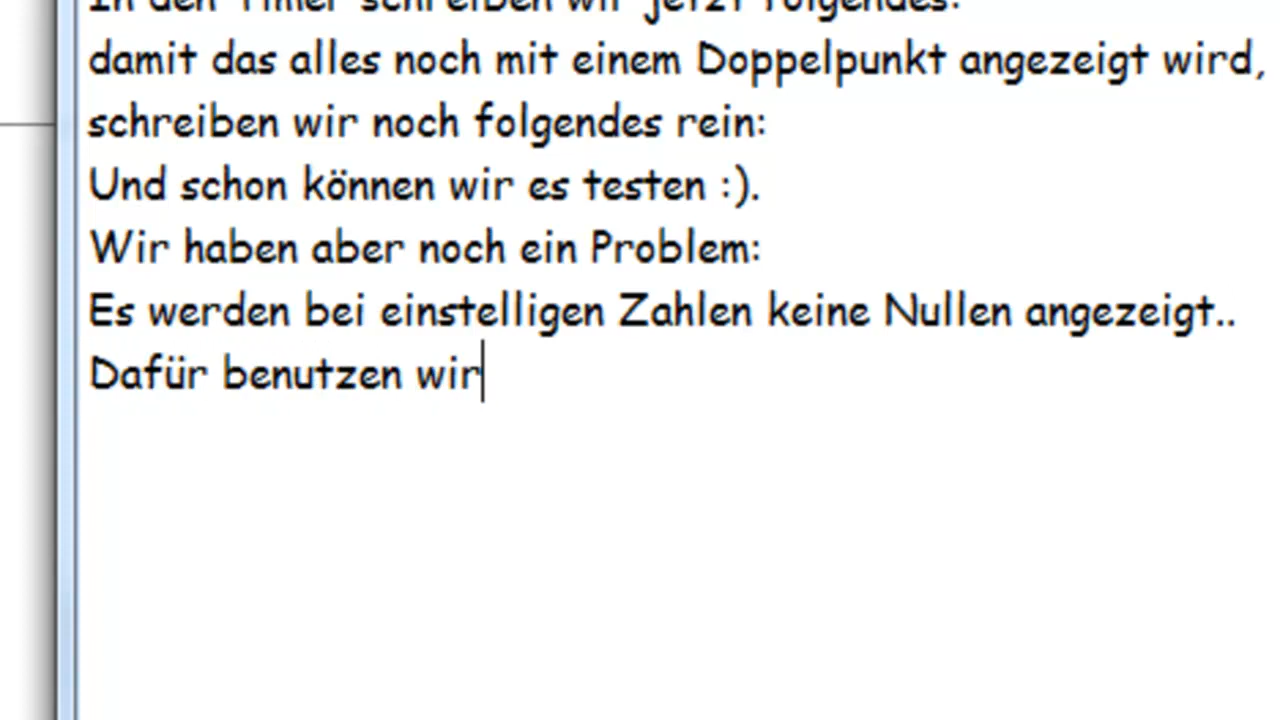 In den Timer schreiben wir jetzt folgendes:
damit das alles noch mit einem Doppelpunkt angezeigt wird,
schreiben wir noch folgendes rein:
Und schon können wir es testen :).
Wir haben aber noch ein Problem:
Es werden bei einstelligen Zahlen keine Nullen angezeigt..
Dafür benutzen wir